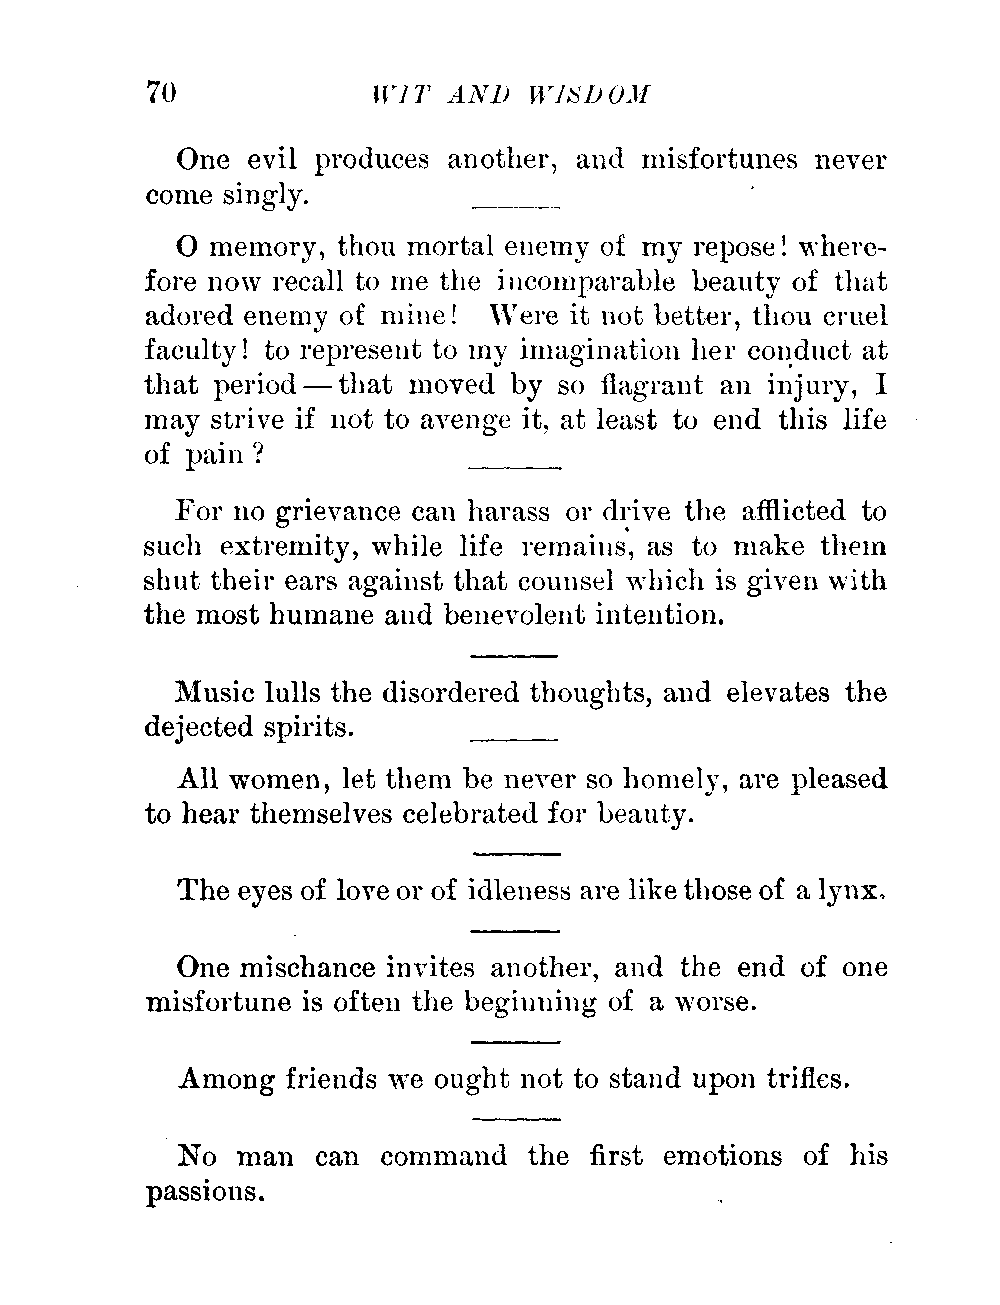 70 WIT AND WISDOM
One evil produces another, and misfortunes never
come singly.
O memory, thou mortal enemy of my repose! where-
fore now recall to me the incomparable beauty of that
adored enemy of mine! Were it not better, thou cruel
faculty! to represent to my imagination her conduct at
that period — that moved by so flagrant an injury, I
may strive if not to avenge it, at least to end this life
of pain?
For no grievance can harass or drive the afflicted to
such extremity, while life remains, as to make them
shut their ears against that counsel which is given with
the most humane and benevolent intention.
Music lulls the disordered thoughts, and elevates the
dejected spirits.
All women, let them be never so homely, are pleased
to hear themselves celebrated for beauty.
The eyes of love or of idleness are like those of a lynx.
One mischance invites another, and the end of one
misfortune is often the beginning of a worse.
Among friends we ought not to stand upon trifles.
No man can command the first emotions of his
passions.